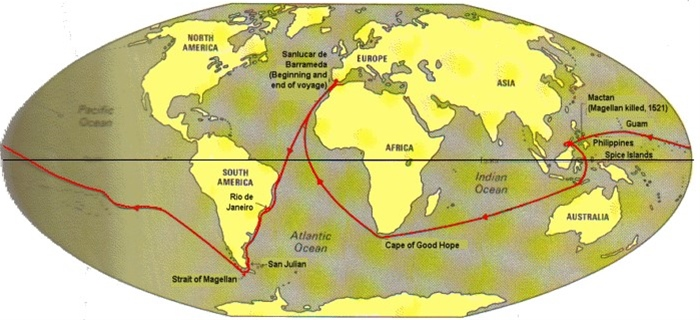 NORTH
AMERICA
Sanlucar de
Barrameda
(Beginning and
end of voyage)
EUROPE
ASIA
Pacific
Ocean
Mactan
(Magellan killed, 1521)
Guam
Philippines
Spice Islands
AFRICA
SOUTH
AMERICA
Rio de
Janeiro
Indian
Ocean
AUSTRALIA
Atlantic
Ocean
Cape of Good Hope
San Julian
Strait of Magellan